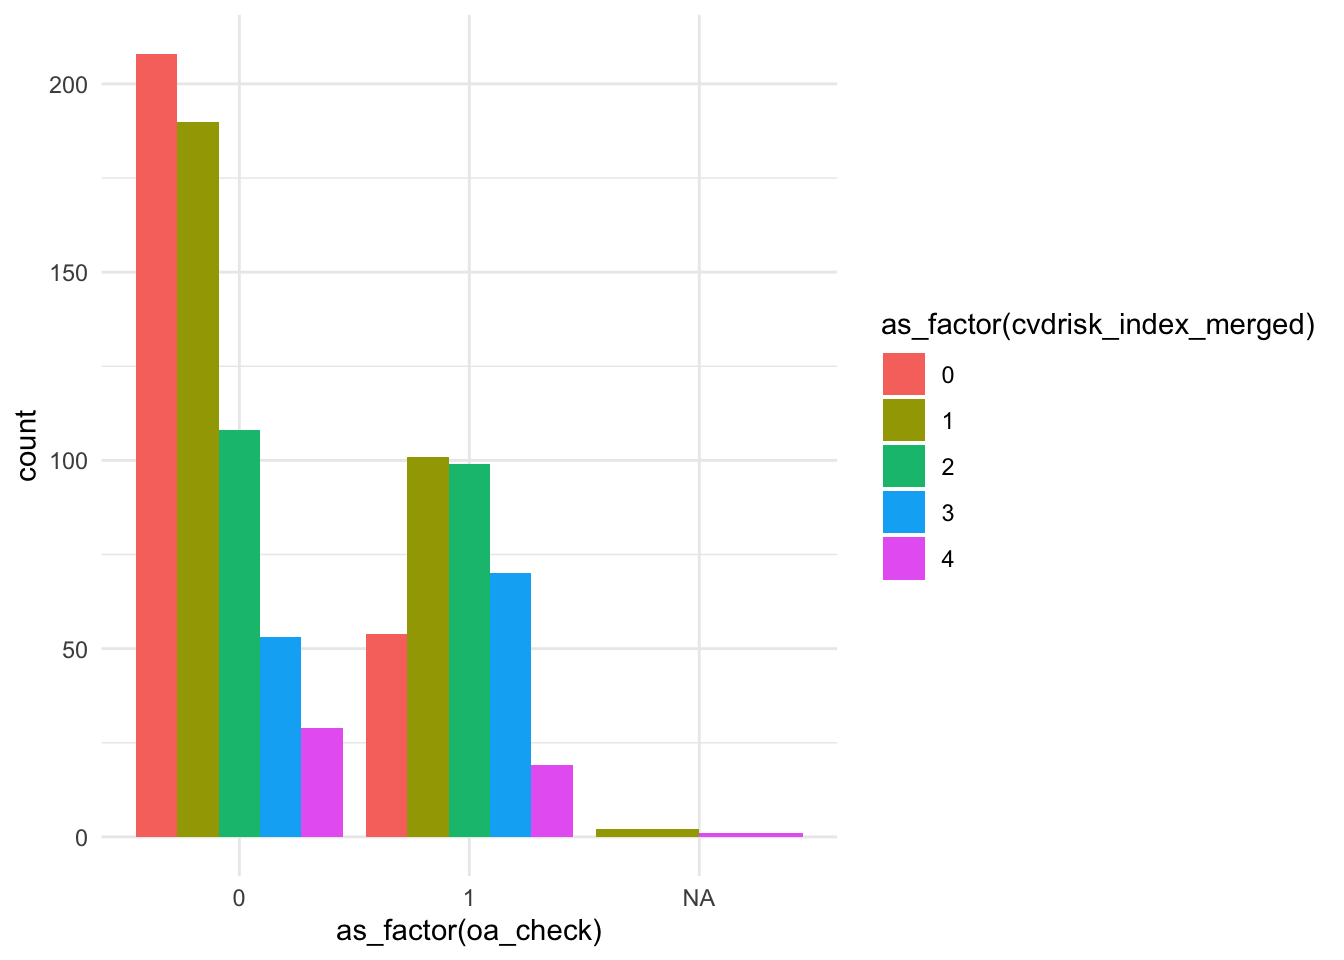 200
150
100
50
0
count
0 1 NA
as_factor(oa_check)
as_factor(cvdrisk_index_merged)
0
1
2
3
4